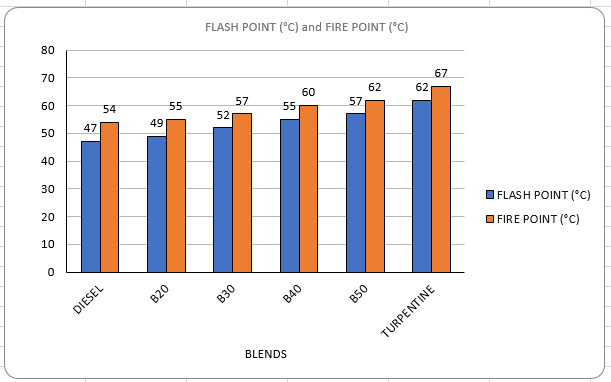 FLASH POINT (°C) and FIRE POINT (°C)
80
70
60
50
40
30
20
10
0
47
54
49
55
52
57
55
60
57
62
62
67
DIESEL
B20
B30
B40
B50
TURPENTINE
BLENDS
FLASH POINT (°C)
FIRE POINT (°C)